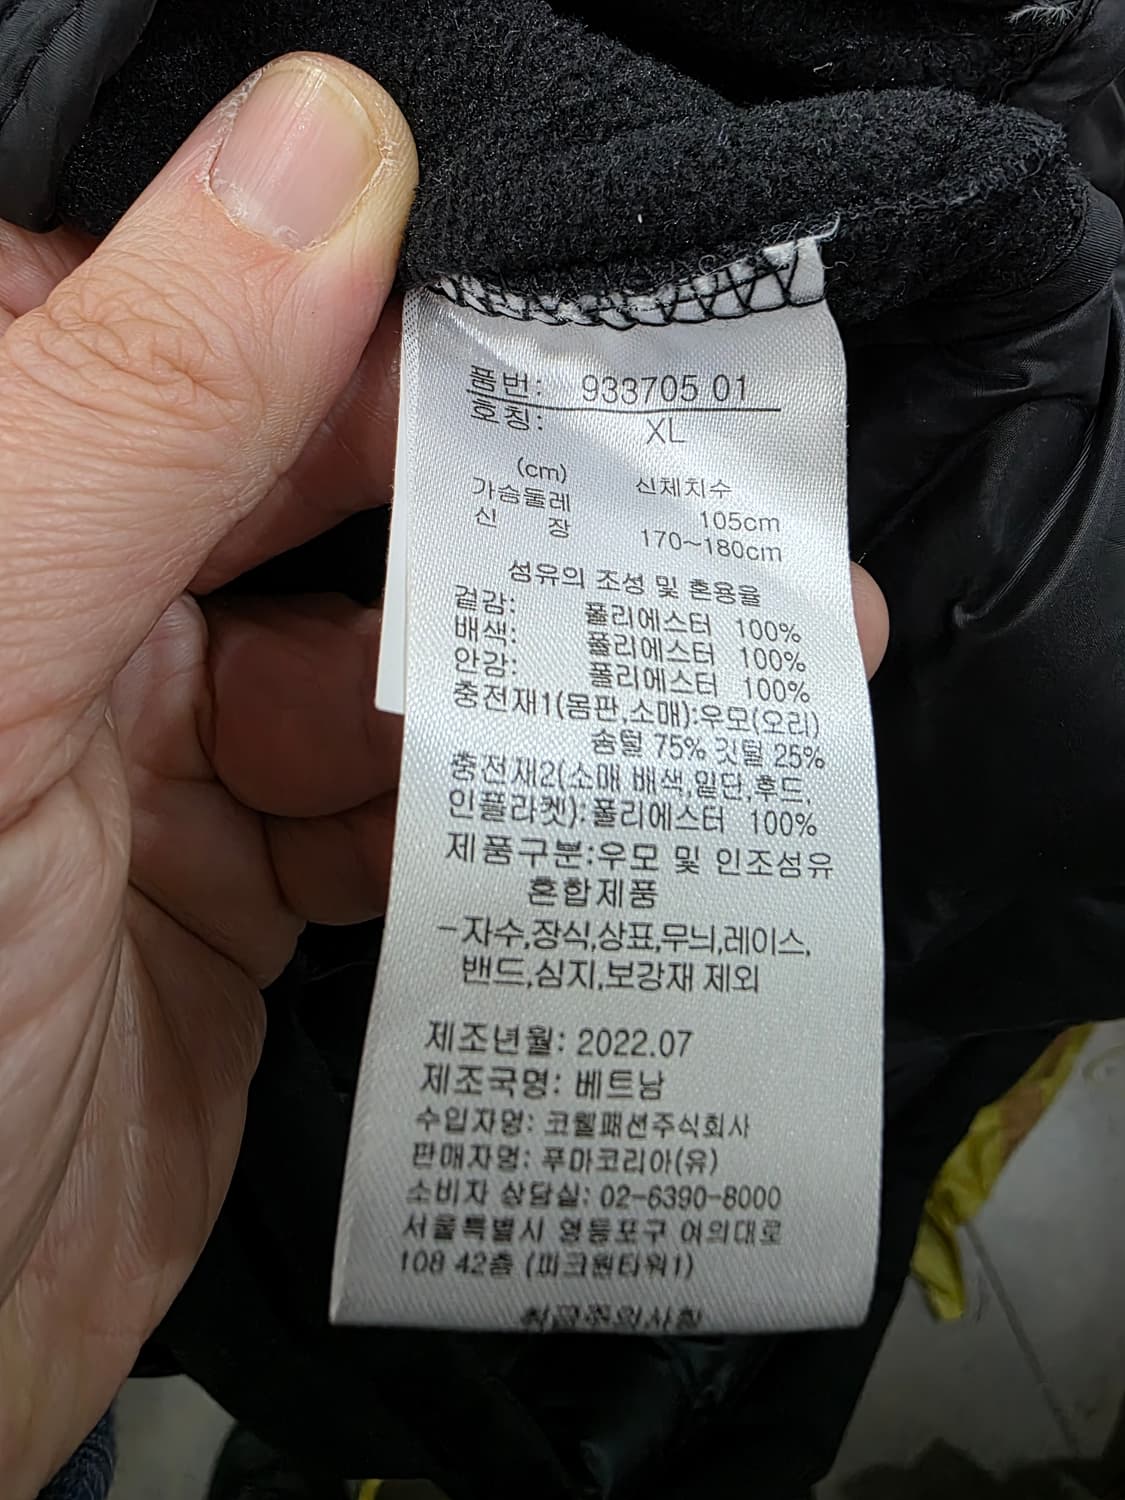 품번: 933705 01
호칭: XL
(cm) 신체치수
가슴둘레 105cm
신 장 170~180cm
섬유의 조성 및 혼용율
겉감: 폴리에스터 100%
배색: 폴리에스터 100%
안감: 폴리에스터 100%
충전재1(몸판,소매):우모(오리)
솜털 75% 깃털 25%
충전재2(소매 배색,밑단,후드,
인플라켓):폴리에스터 100%
제품구분:우모 및 인조섬유
혼합제품
-자수,장식,상표,무늬,레이스,
밴드,심지,보강재 제외
제조년월: 2022.07
제조국명: 베트남
수입자명: 코웰패션주식회사
판매자명: 푸마코리아(유)
소비자 상담실: 02-6390-8000
서울특별시 영등포구 여의대로
108 42층 (파크원타워1)
취급주의사항